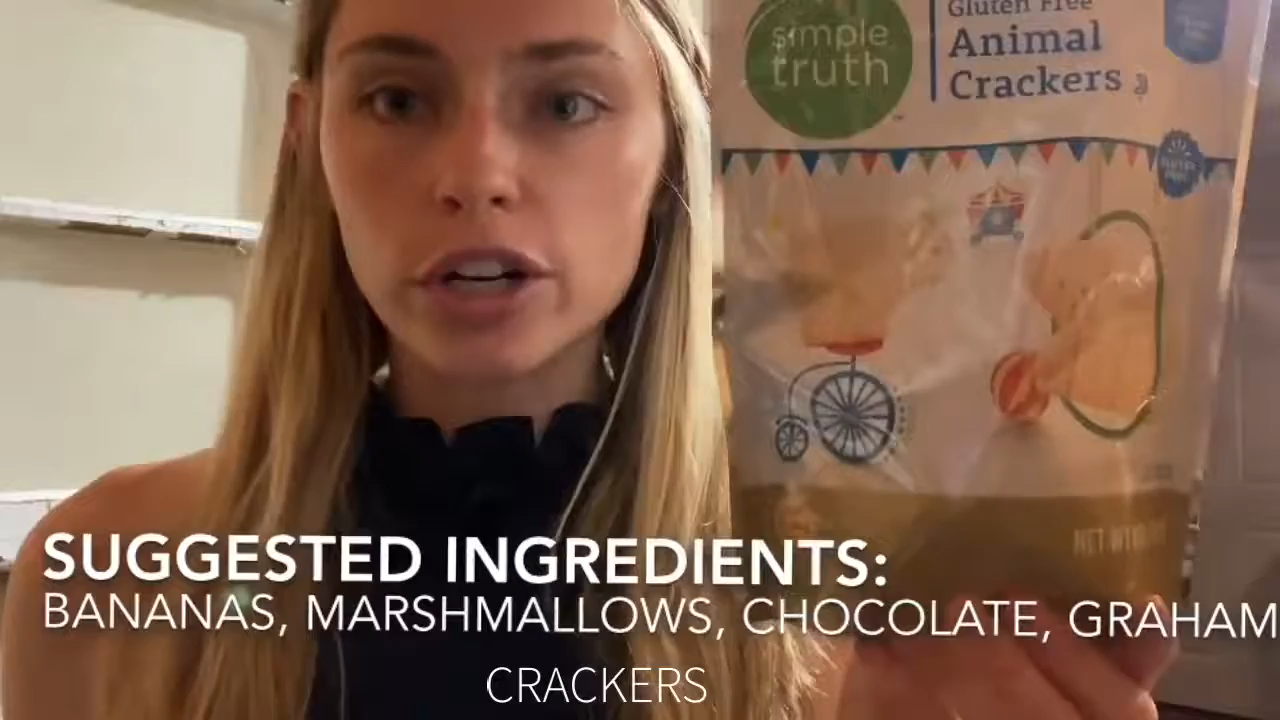 simple
truth
Gluten Free
Animal
Crackers
SUGGESTED INGREDIENTS:
BANANAS, MARSHMALLOWS, CHOCOLATE, GRAHAM
CRACKERS